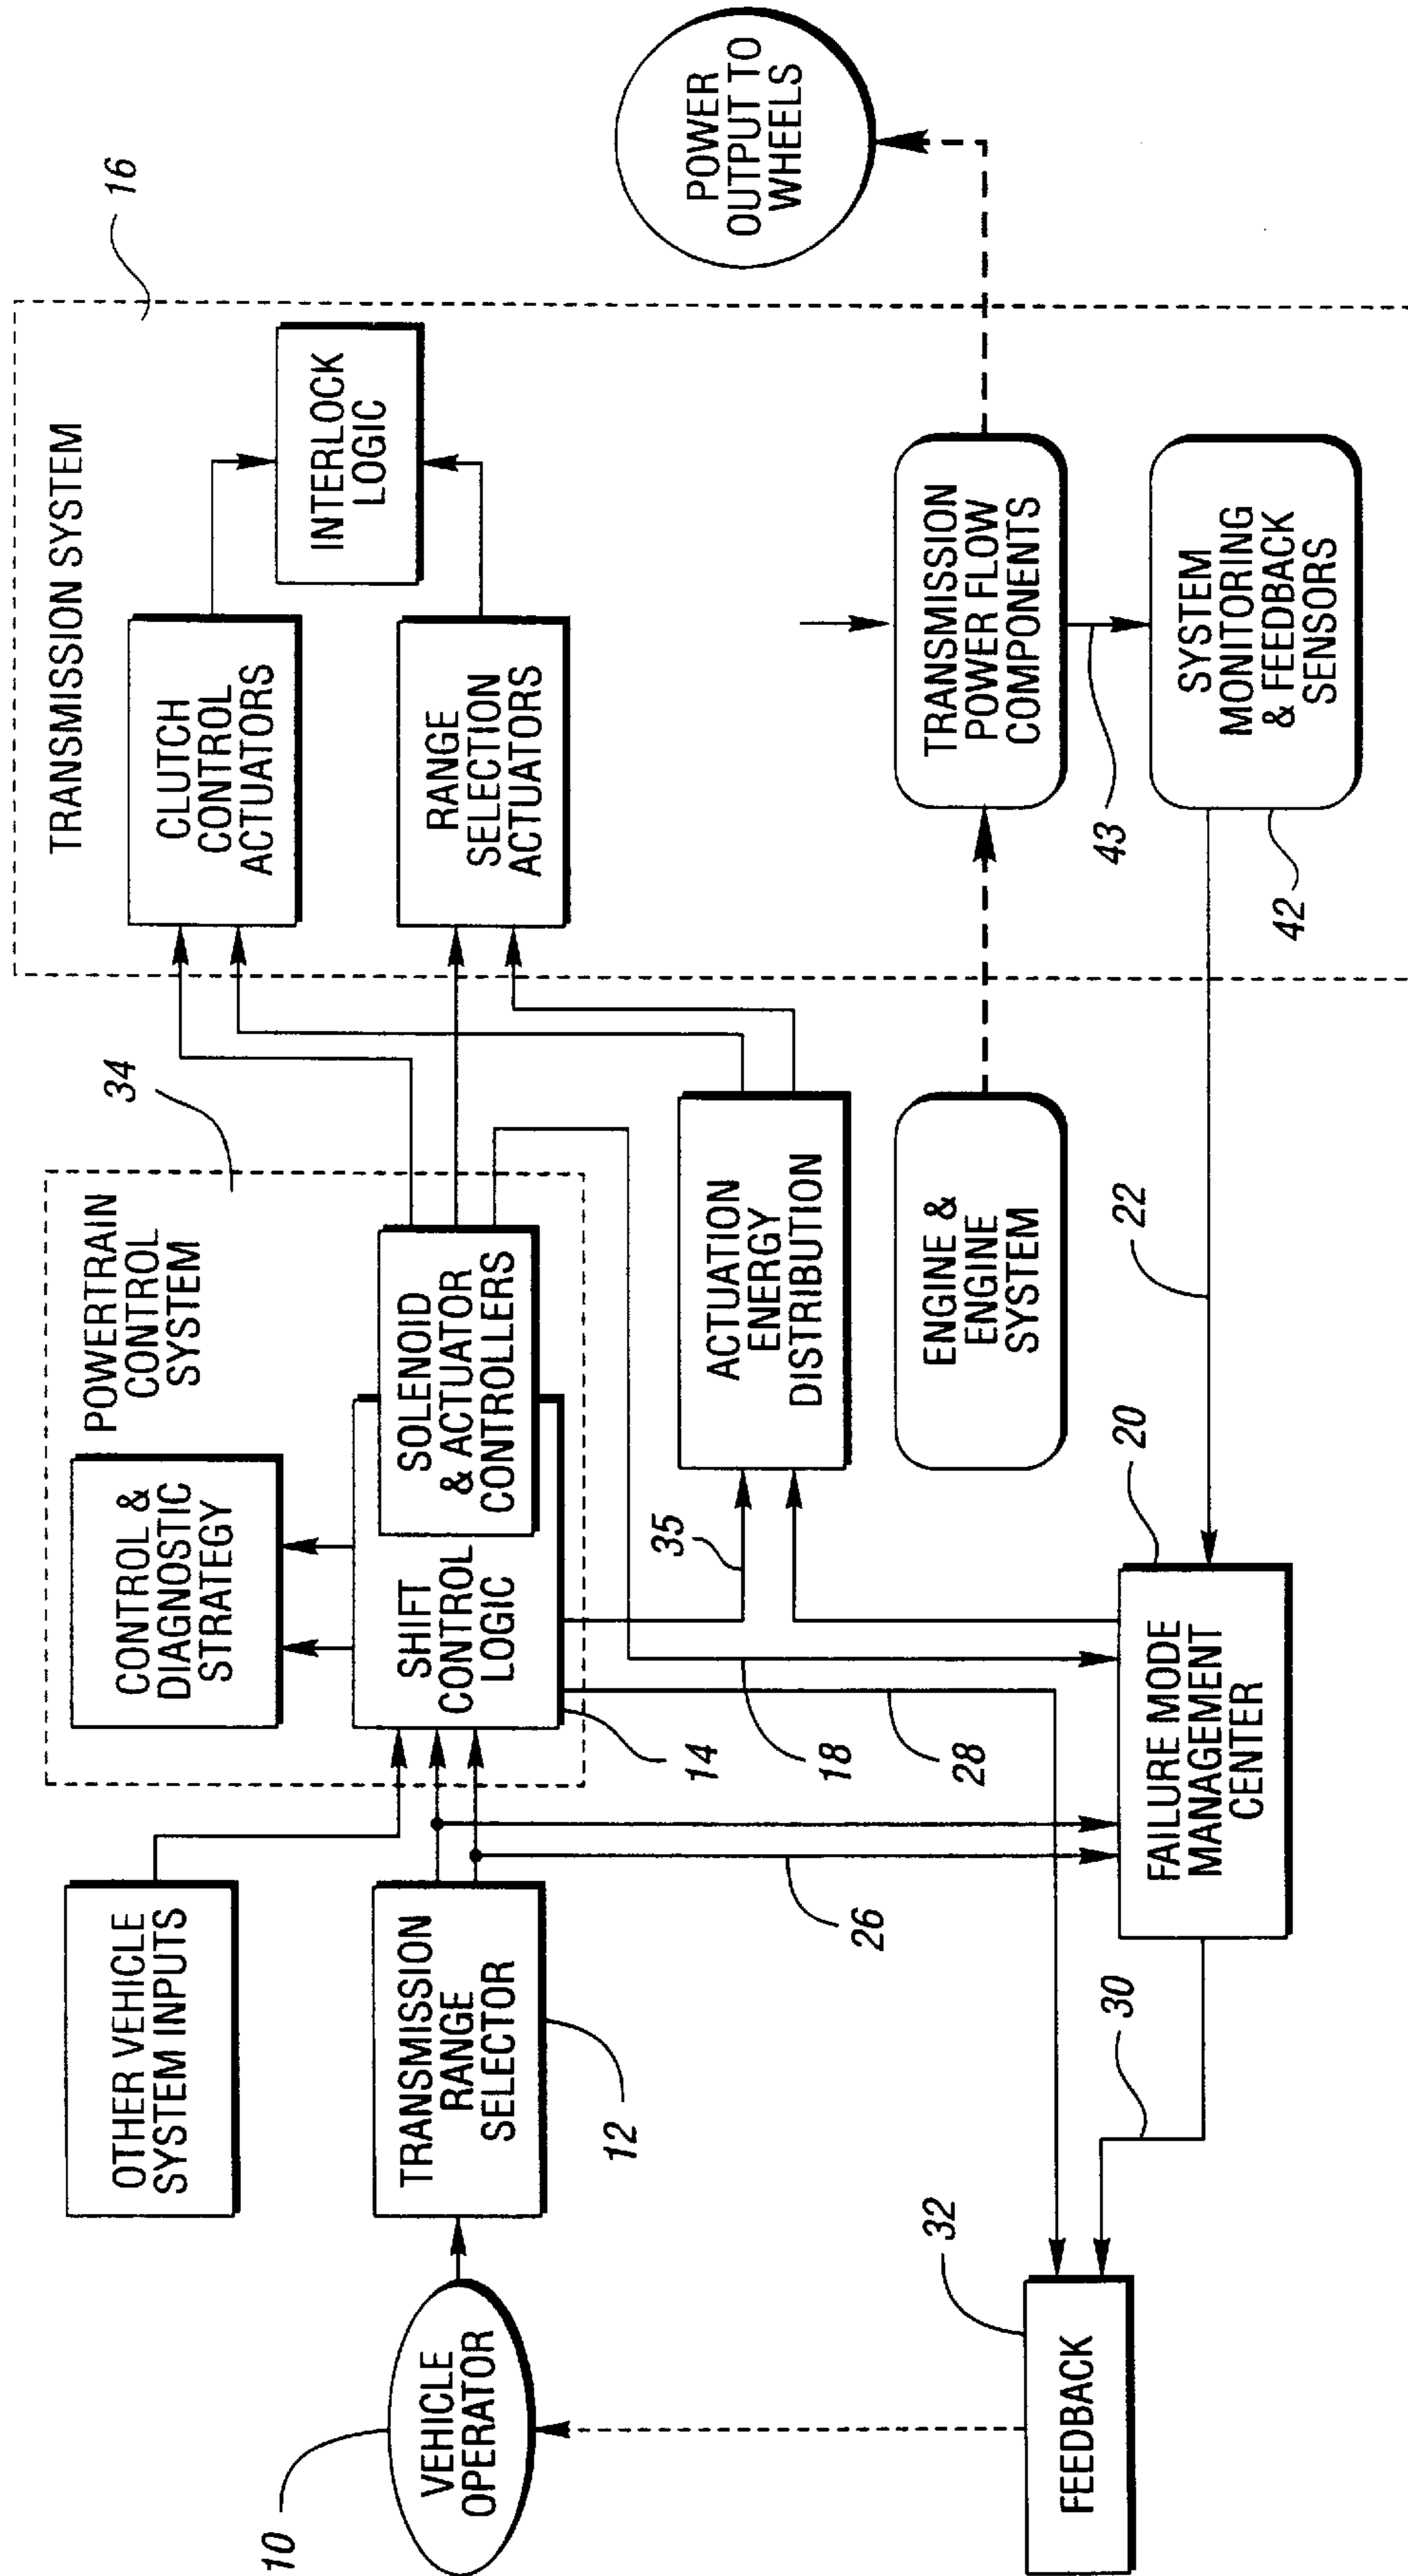 OTHER VEHICLE
SYSTEM INPUTS
POWERTRAIN
CONTROL
SYSTEM
34
CONTROL &
DIAGNOSTIC
STRATEGY
SHIFT
CONTROL
LOGIC
SOLENOID
& ACTUATOR
CONTROLLERS
14
TRANSMISSION SYSTEM
16
CLUTCH
CONTROL
ACTUATORS
INTERLOCK
LOGIC
RANGE
SELECTION
ACTUATORS
10
VEHICLE
OPERATOR
TRANSMISSION
RANGE
SELECTOR
12
35
ACTUATION
ENERGY
DISTRIBUTION
POWER
OUTPUT TO
WHEELS
18
28
26
ENGINE &
ENGINE
SYSTEM
TRANSMISSION
POWER FLOW
COMPONENTS
43
32
FEEDBACK
30
FAILURE MODE
MANAGEMENT
CENTER
20
22
SYSTEM
MONITORING
& FEEDBACK
SENSORS
42